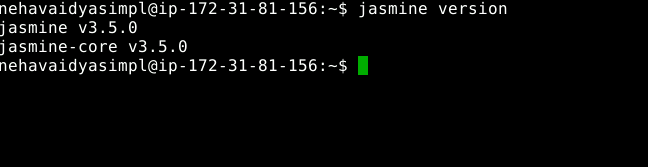 nehavaidyasimpl@ip-172-31-81-156:~$ jasmine version
jasmine v3.5.0
jasmine-core v3.5.0
nehavaidyasimpl@ip-172-31-81-156:~$